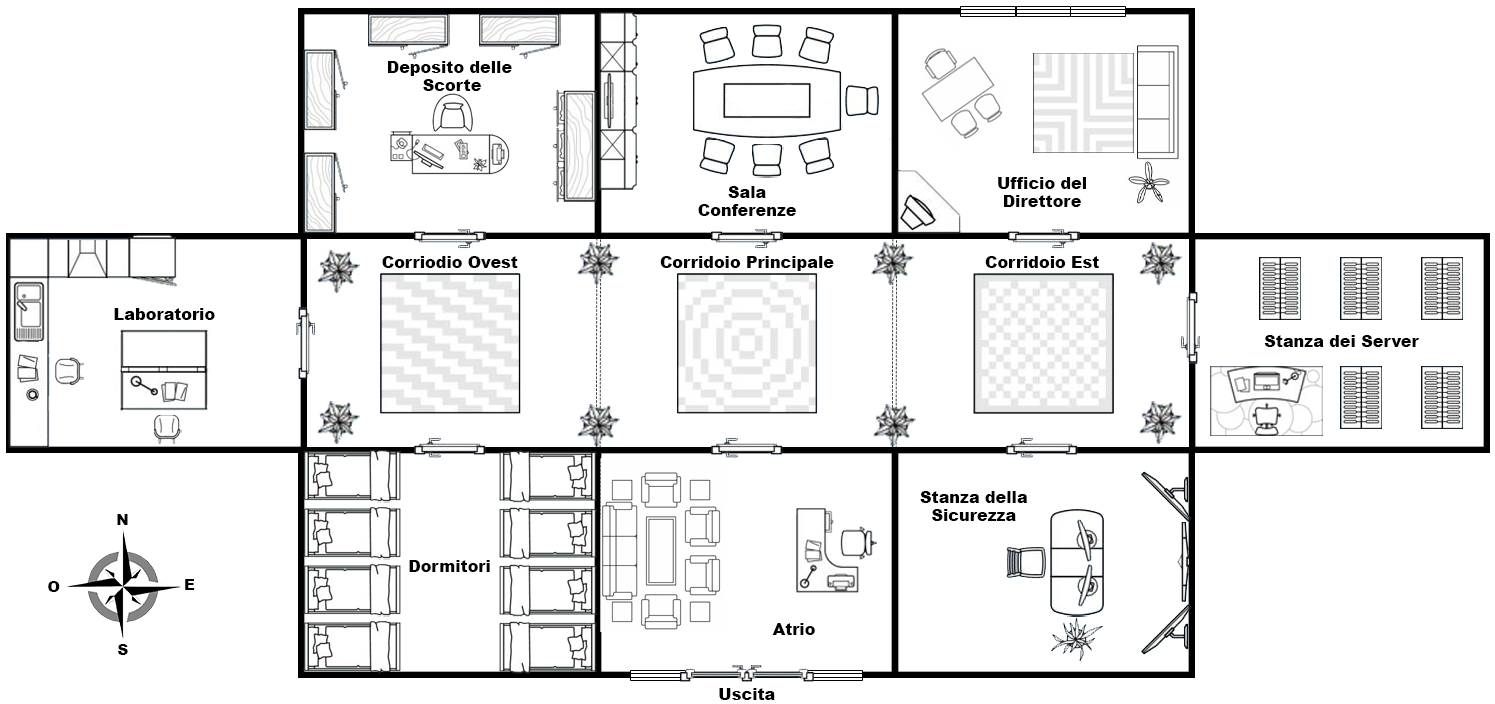 Deposito delle
Scorte
Sala
Conferenze
Ufficio del
Direttore
Corriodio Ovest
Corridoio Principale
Corridoio Est
Laboratorio
Stanza dei Server
Stanza della
Sicurezza
Dormitori
Atrio
Uscita
N
O
E
S